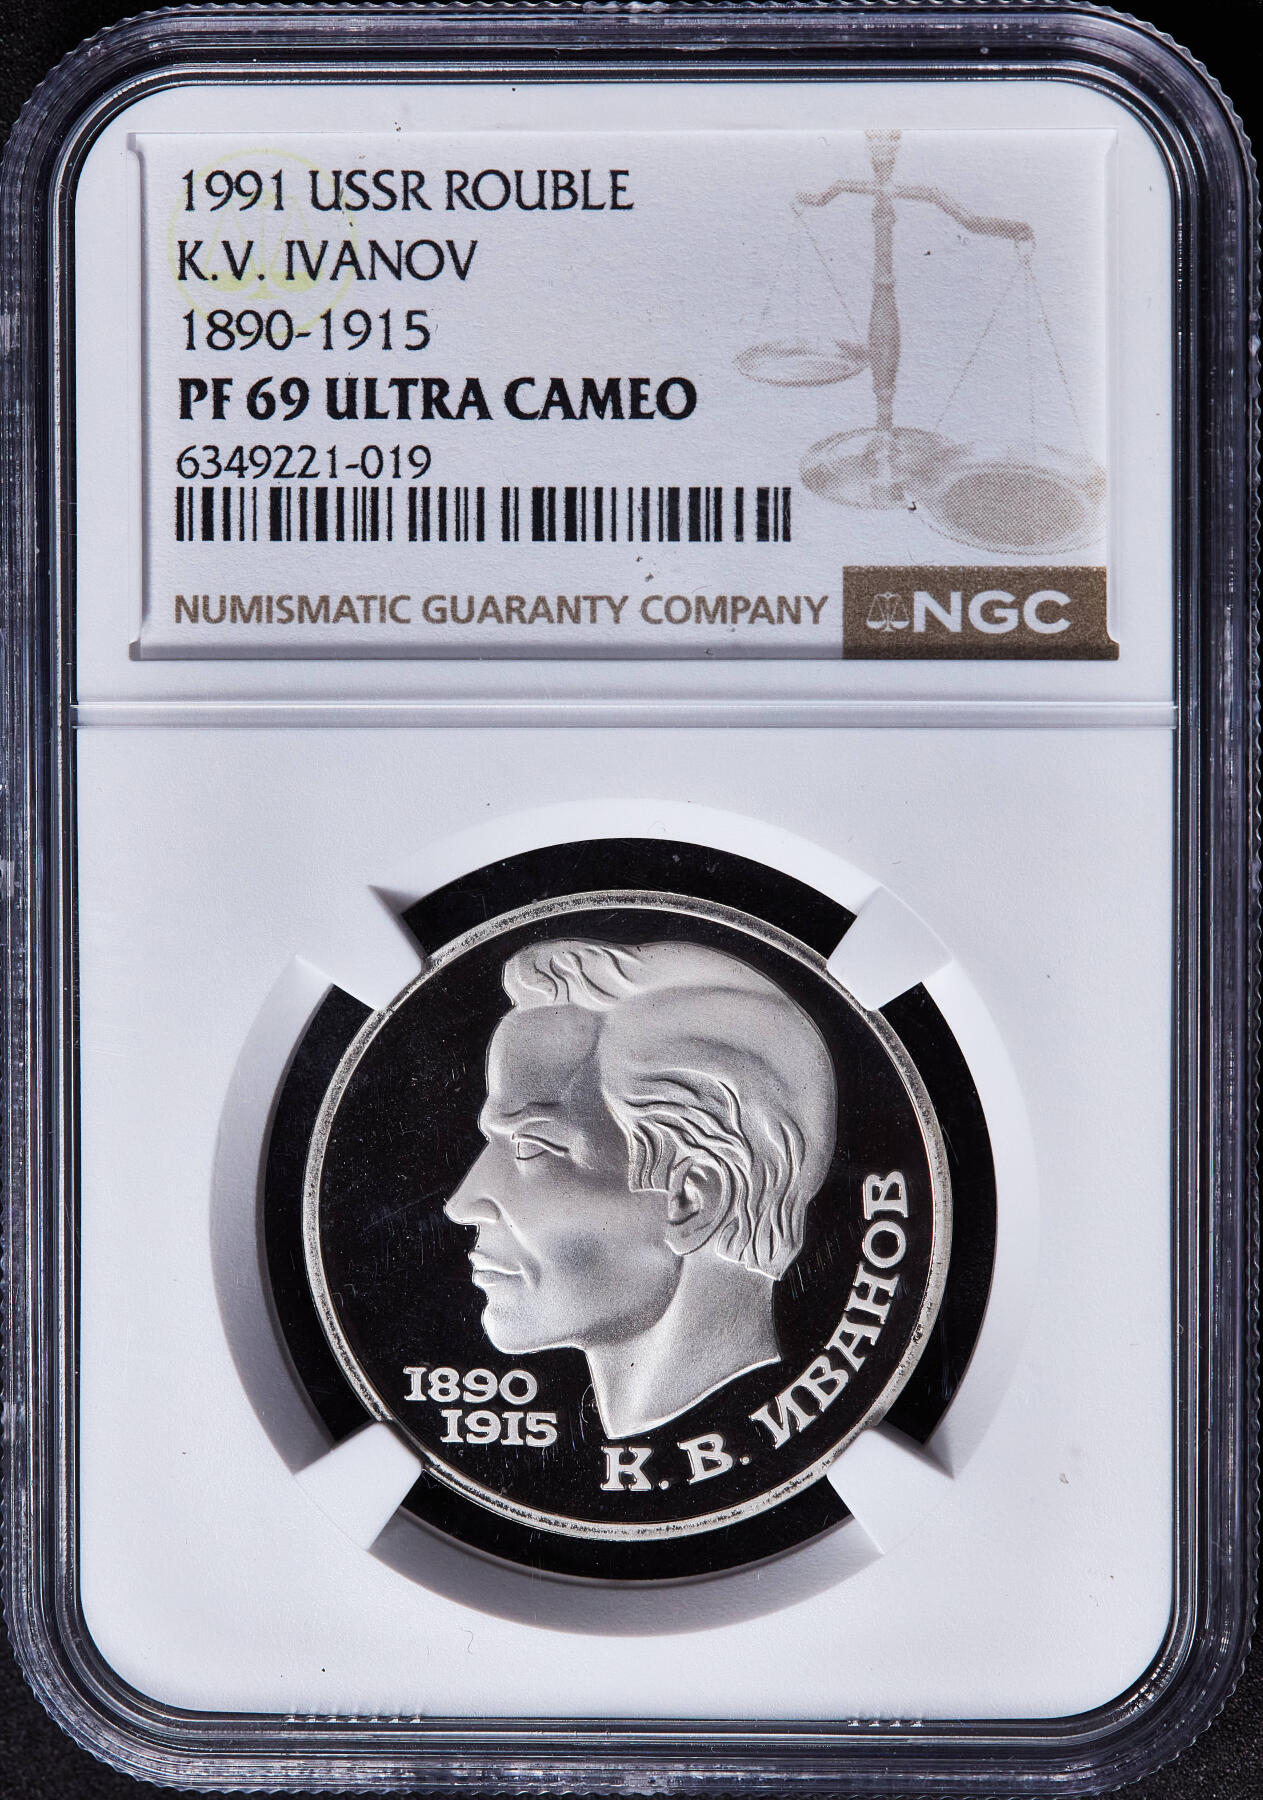 1991 USSR ROUBLE
K.V. IVANOV
1890-1915
PF 69 ULTRA CAMEO
6349221-019
NUMISMATIC GUARANTY COMPANY
NGC
1890
1915
К. В. ИВАНОВ